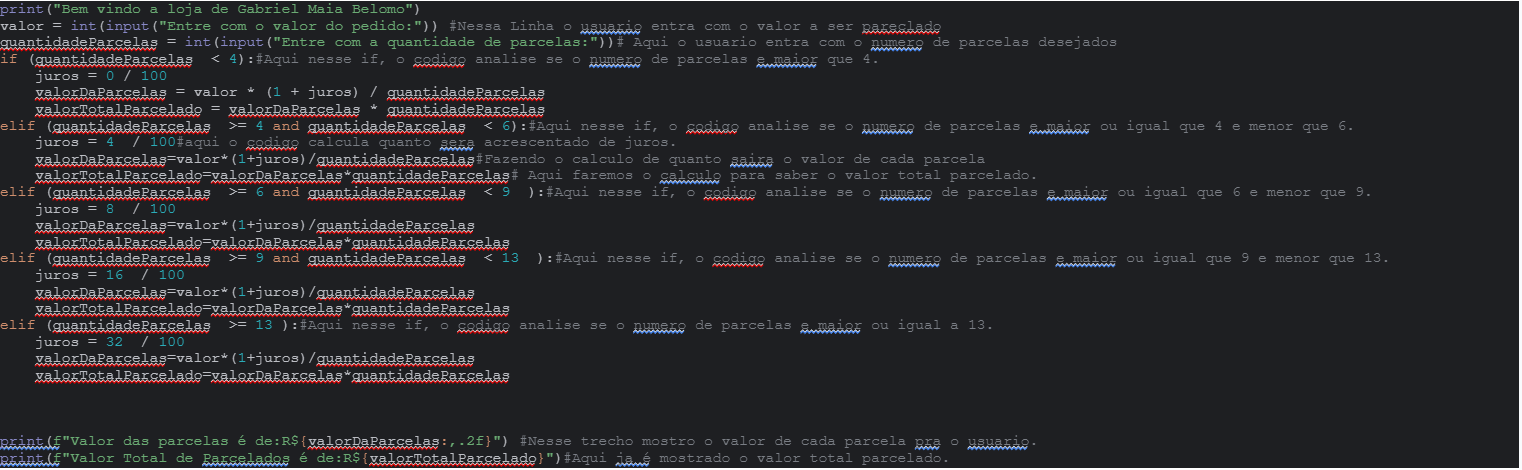 print("Bem vindo a loja de Gabriel Maia Belomo")
valor = int(input("Entre com o valor do pedido:")) #Nessa Linha o usuario entra com o valor a ser pareclado
quantidadeParcelas = int(input("Entre com a quantidade de parcelas:"))# Aqui o usuario entra com o numero de parcelas desejados
if (quantidadeParcelas  < 4):#Aqui nesse if, o codigo analise se o numero de parcelas e maior que 4.
    juros = 0 / 100
    valorDaParcelas = valor * (1 + juros) / quantidadeParcelas
    valorTotalParcelado = valorDaParcelas * quantidadeParcelas
elif (quantidadeParcelas  >= 4 and quantidadeParcelas  < 6):#Aqui nesse if, o codigo analise se o numero de parcelas e maior ou igual que 4 e menor que 6.
    juros = 4  / 100#aqui o codigo calcula quanto sera acrescentado de juros.
    valorDaParcelas=valor*(1+juros)/quantidadeParcelas#Fazendo o calculo de quanto saira o valor de cada parcela
    valorTotalParcelado=valorDaParcelas*quantidadeParcelas# Aqui faremos o calculo para saber o valor total parcelado.
elif (quantidadeParcelas  >= 6 and quantidadeParcelas  < 9  ):#Aqui nesse if, o codigo analise se o numero de parcelas e maior ou igual que 6 e menor que 9.
    juros = 8  / 100
    valorDaParcelas=valor*(1+juros)/quantidadeParcelas
    valorTotalParcelado=valorDaParcelas*quantidadeParcelas
elif (quantidadeParcelas  >= 9 and quantidadeParcelas  < 13  ):#Aqui nesse if, o codigo analise se o numero de parcelas e maior ou igual que 9 e menor que 13.
    juros = 16  / 100
    valorDaParcelas=valor*(1+juros)/quantidadeParcelas
    valorTotalParcelado=valorDaParcelas*quantidadeParcelas
elif (quantidadeParcelas  >= 13 ):#Aqui nesse if, o codigo analise se o numero de parcelas e maior ou igual a 13.
    juros = 32  / 100
    valorDaParcelas=valor*(1+juros)/quantidadeParcelas
    valorTotalParcelado=valorDaParcelas*quantidadeParcelas
print(f"Valor das parcelas é de:R${valorDaParcelas:,.2f}") #Nesse trecho mostro o valor de cada parcela pra o usuario.
print(f"Valor Total de Parcelados é de:R${valorTotalParcelado}")#Aqui ja é mostrado o valor total parcelado.